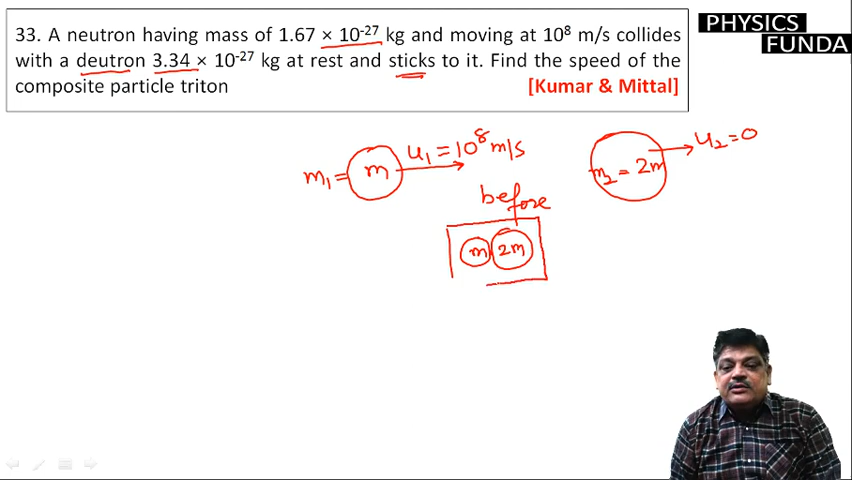 PHYSICS
FUNDA
33. A neutron having mass of 1.67 × 10⁻²⁷ kg and moving at 10⁸ m/s collides
with a deutron 3.34 × 10⁻²⁷ kg at rest and sticks to it. Find the speed of the
composite particle triton [Kumar & Mittal]
m₁ = m u₁ = 10⁸ m/s
m₂ = 2m u₂ = 0
before
m 2m